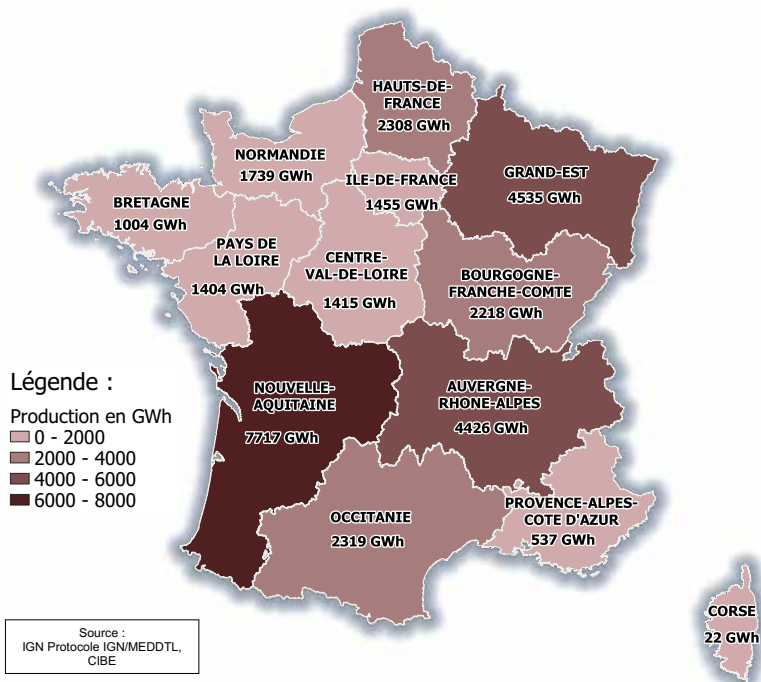 HAUTS-DE-
FRANCE
2308 GWh
NORMANDIE
1739 GWh
ILE-DE-FRANCE
1455 GWh
GRAND-EST
4535 GWh
BRETAGNE
1004 GWh
PAYS DE
LA LOIRE
1404 GWh
CENTRE-
VAL-DE-LOIRE
1415 GWh
BOURGOGNE-
FRANCHE-COMTE
2218 GWh
NOUVELLE-
AQUITAINE
7717 GWh
AUVERGNE-
RHONE-ALPES
4426 GWh
OCCITANIE
2319 GWh
PROVENCE-ALPES-
COTE D'AZUR
537 GWh
CORSE
22 GWh
Légende :
Production en GWh
0 - 2000
2000 - 4000
4000 - 6000
6000 - 8000
Source :
IGN Protocole IGN/MEDDTL,
CIBE